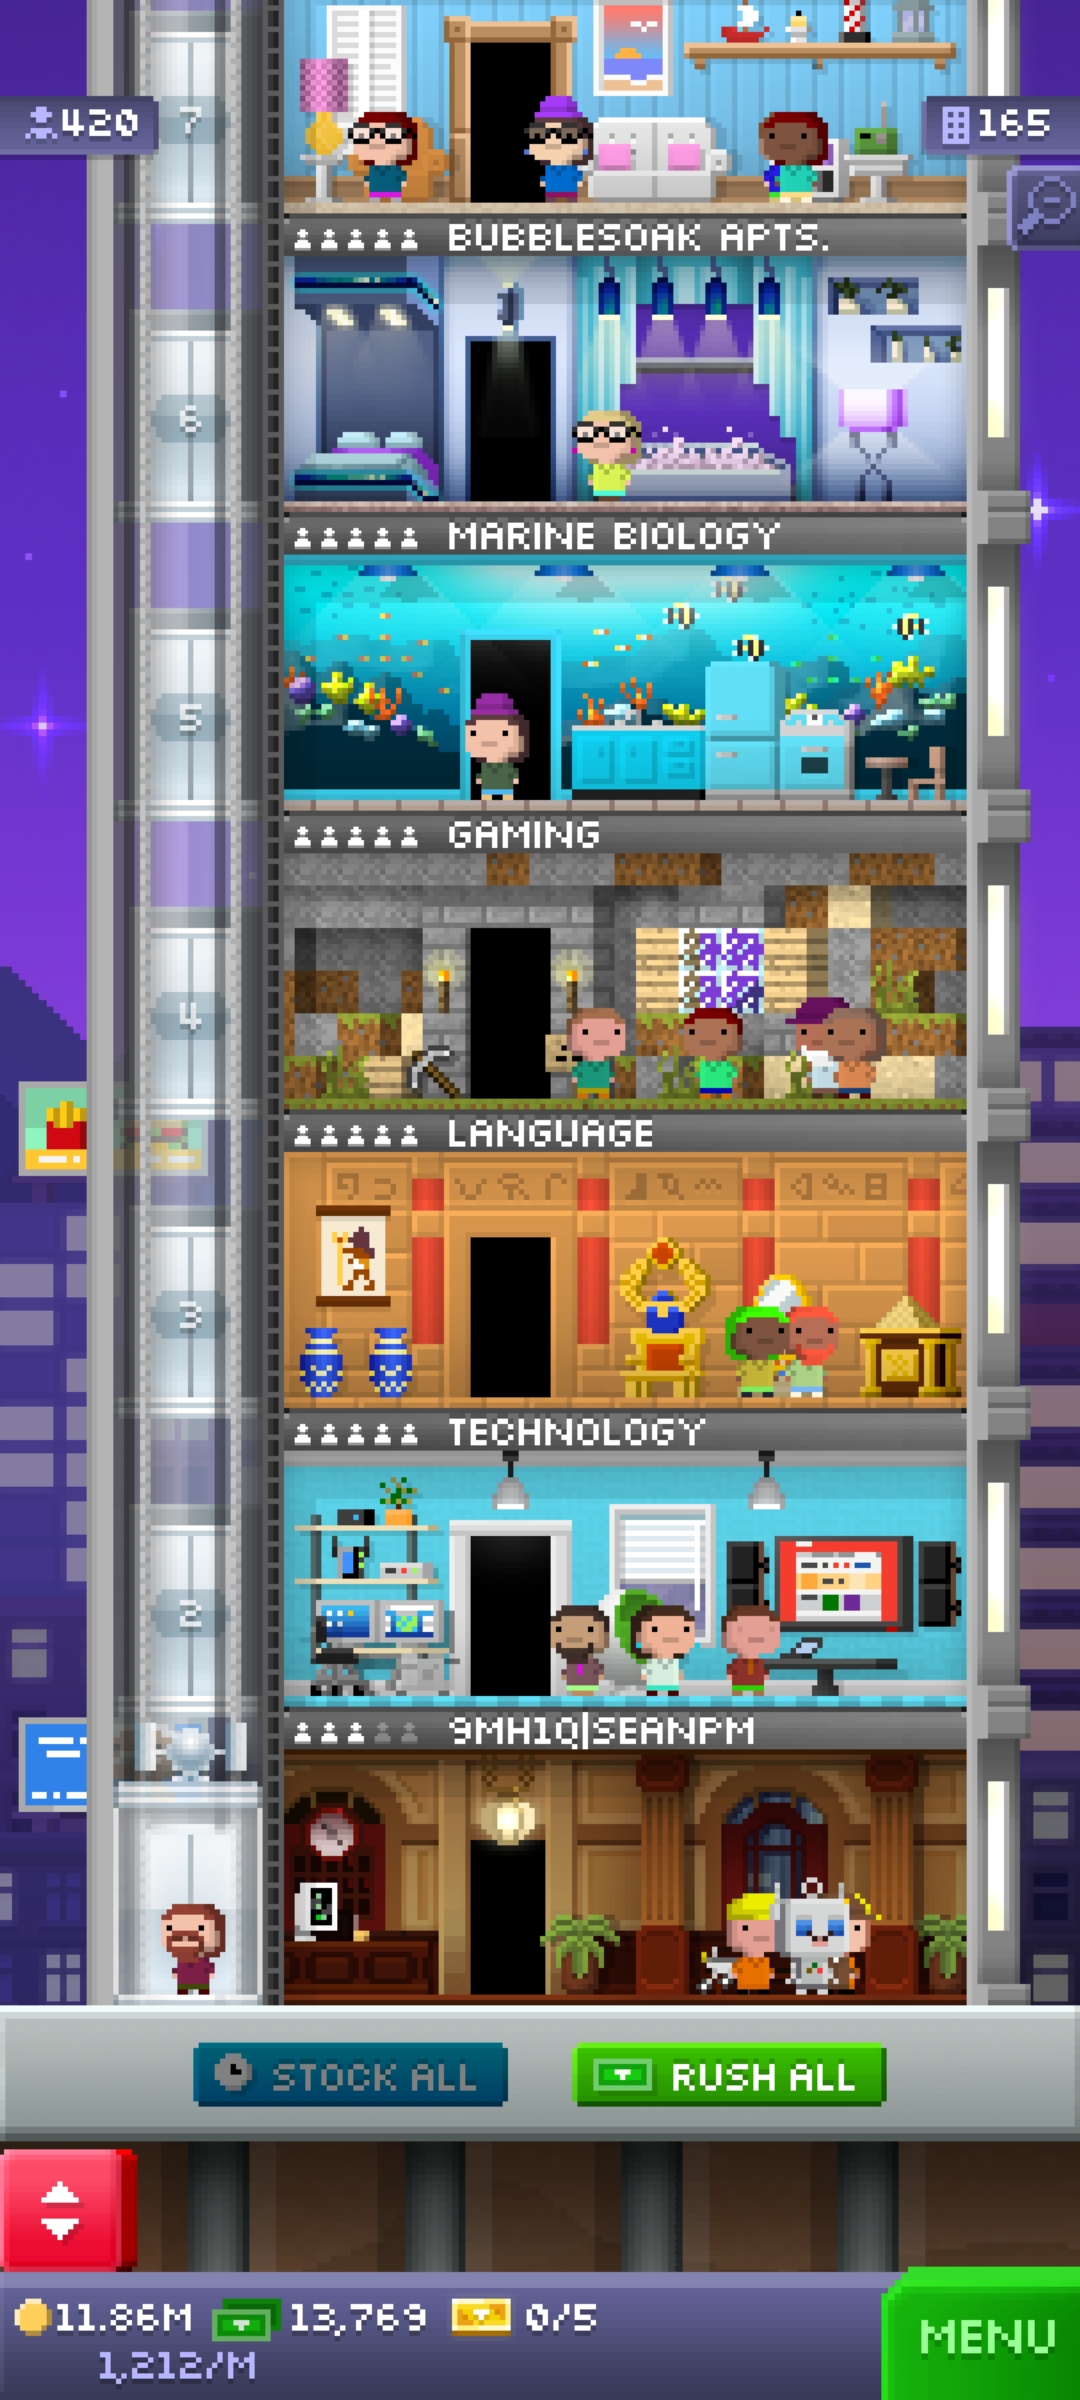 7
420
165
BUBBLESOAK APTS.
6
MARINE BIOLOGY
5
GAMING
4
LANGUAGE
3
TECHNOLOGY
2
9MH1Q|SEANPM
STOCK ALL
RUSH ALL
11.86M
13,769
0/5
1,212/M
MENU